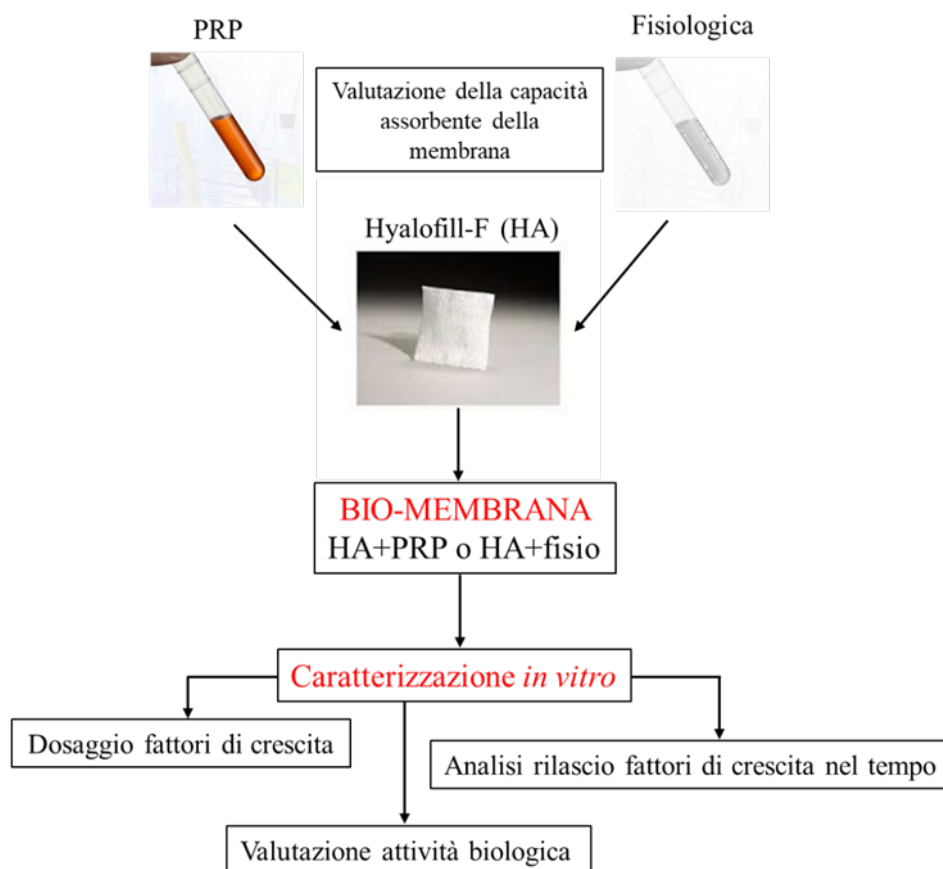 PRP
Fisiologica
Valutazione della capacità
assorbente della
membrana
Hyalofill-F (HA)
BIO-MEMBRANA
HA+PRP o HA+fisio
Caratterizzazione in vitro
Dosaggio fattori di crescita
Analisi rilascio fattori di crescita nel tempo
Valutazione attività biologica